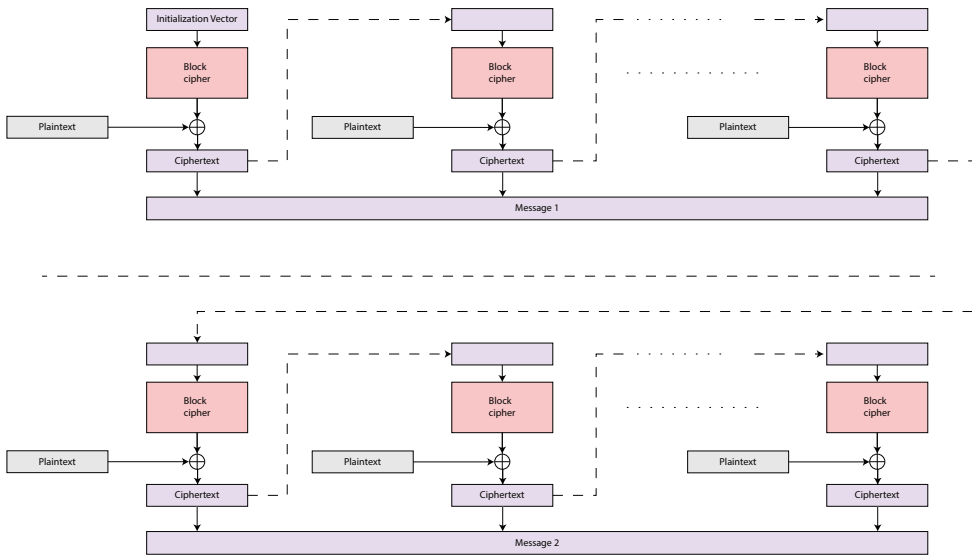 Initialization Vector
Block
cipher
Block
cipher
Block
cipher
Plaintext
Plaintext
Plaintext
Ciphertext
Ciphertext
Ciphertext
Message 1
Block
cipher
Block
cipher
Block
cipher
Plaintext
Plaintext
Plaintext
Ciphertext
Ciphertext
Ciphertext
Message 2